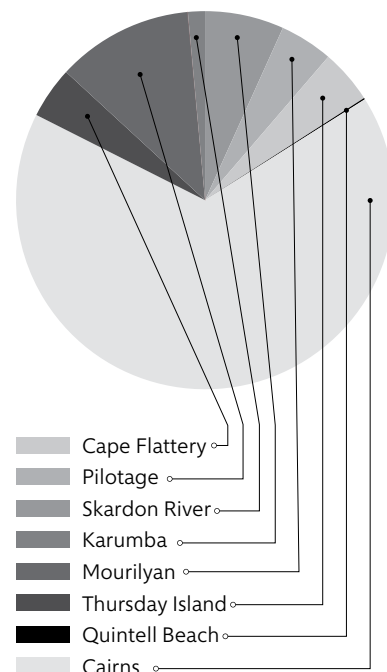 Cape Flattery
Pilotage
Skardon River
Karumba
Mourilyan
Thursday Island
Quintell Beach
Cairns